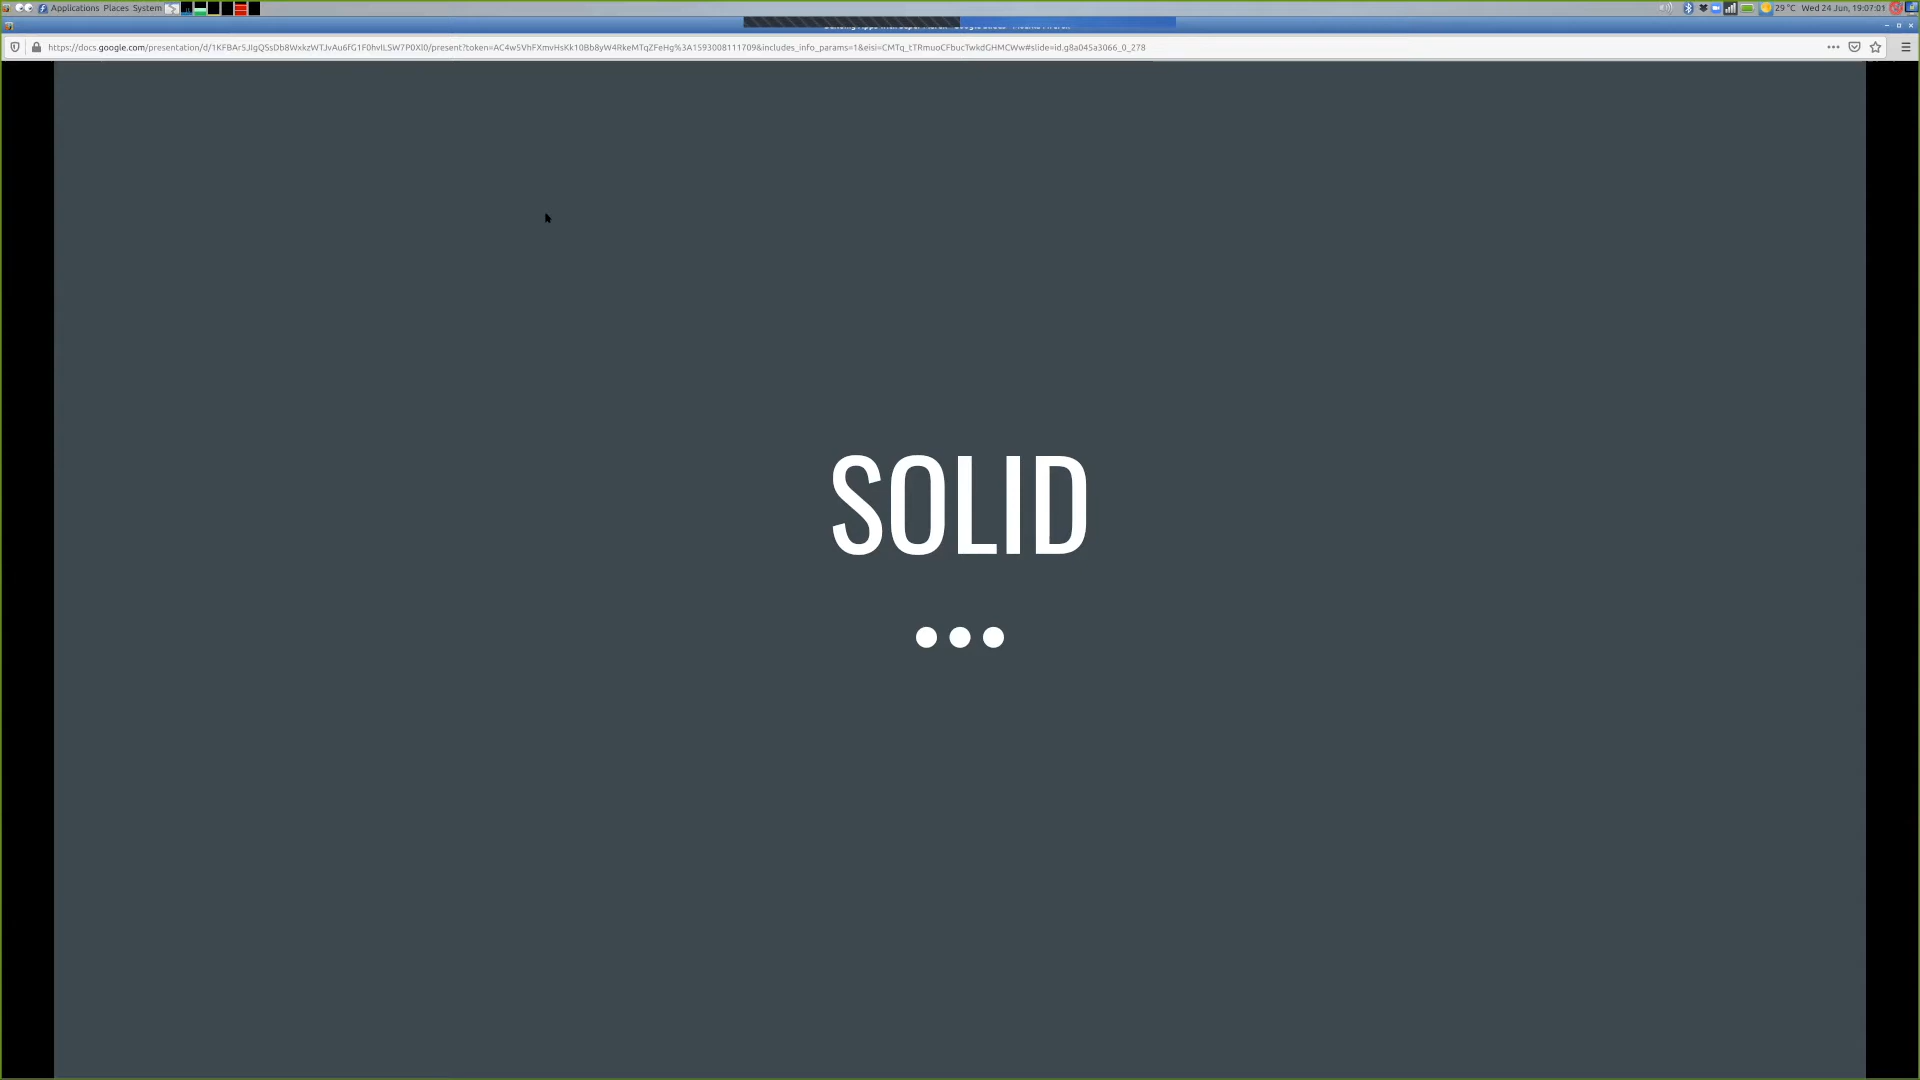 Applications Places System
29 °C Wed 24 Jun, 19:07:01
https://docs.google.com/presentation/d/1KFBAr5JIgQSsDb8WxkzWTJvAu6fG1F0hvILSW7P0Xl0/present?token=AC4w5VhFXmvHsKk10Bb8yW4RkeMTqZFeHg%3A1593008111709&includes_info_params=1&eisi=CMTq_tTRmuoCFbucTwkdGHMCWw#slide=id.g8a045a3066_0_278
SOLID